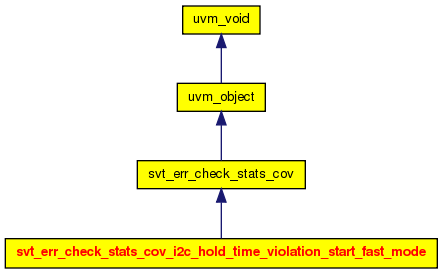 uvm_void
uvm_object
svt_err_check_stats_cov
svt_err_check_stats_cov_i2c_hold_time_violation_start_fast_mode